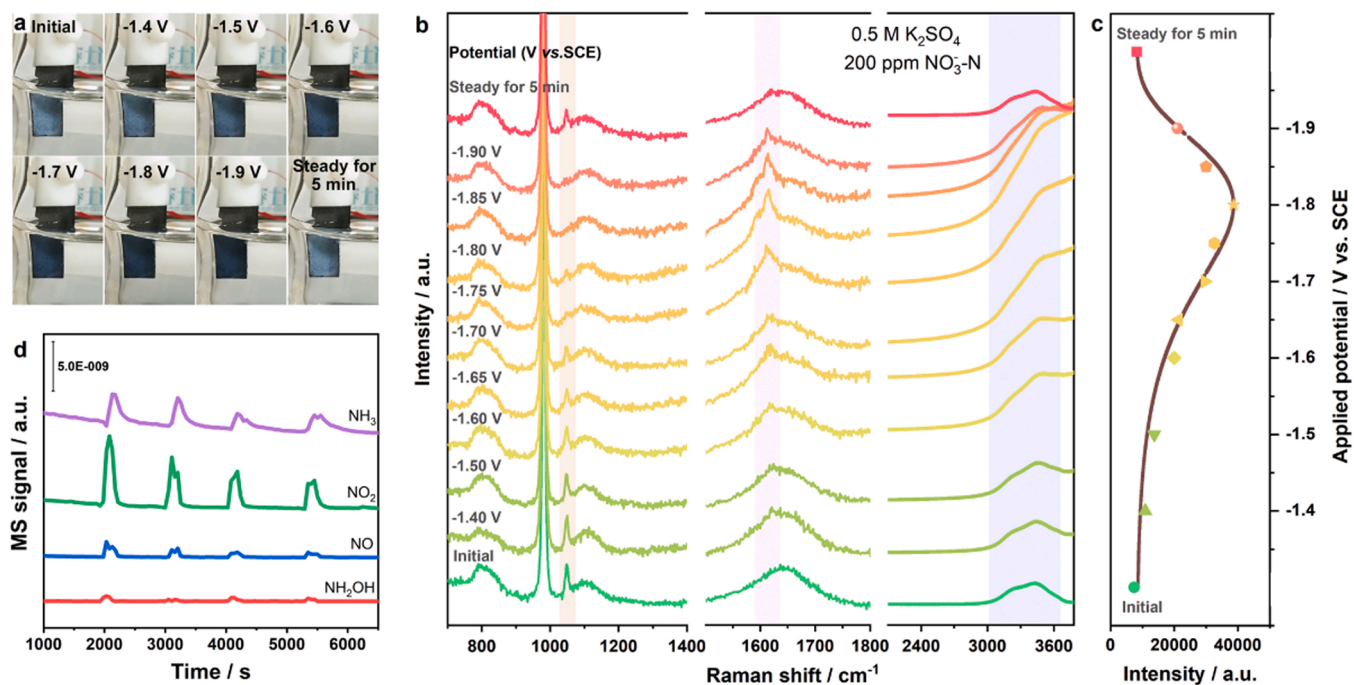 a
Initial
-1.4 V
-1.5 V
-1.6 V
-1.7 V
-1.8 V
-1.9 V
Steady for
5 min
d
5.0E-009
NH₃
NO₂
NO
NH₂OH
MS signal / a.u.
1000 2000 3000 4000 5000 6000
Time / s
b
Potential (V vs.SCE)
0.5 M K₂SO₄
200 ppm NO₃⁻-N
Steady for 5 min
-1.90 V
-1.85 V
-1.80 V
-1.75 V
-1.70 V
-1.65 V
-1.60 V
-1.50 V
-1.40 V
Initial
Intensity / a.u.
800 1000 1200 1400 1600 1700 1800 2400 3000 3600
Raman shift / cm⁻¹
c
Steady for 5 min
-1.9
-1.8
-1.7
-1.6
-1.5
-1.4
Initial
Applied potential / V vs. SCE
0 20000 40000
Intensity / a.u.